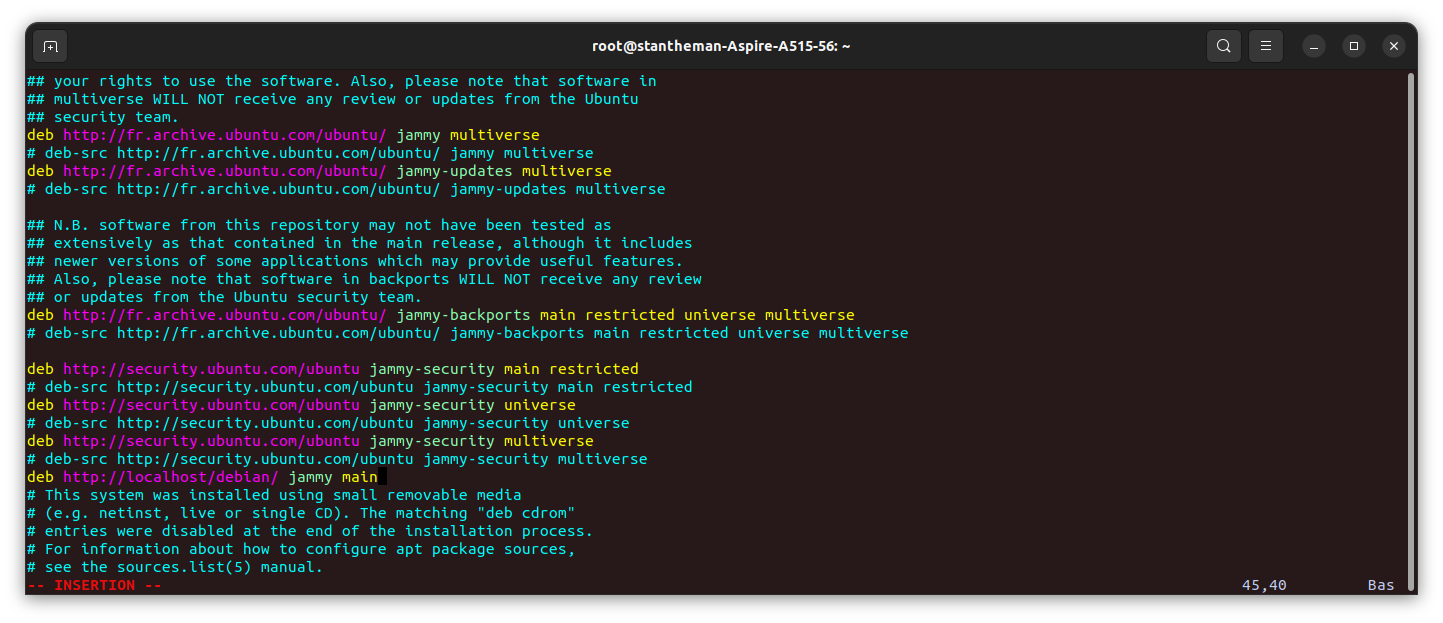 root@stantheman-Aspire-A515-56: ~
## your rights to use the software. Also, please note that software in
## multiverse WILL NOT receive any review or updates from the Ubuntu
## security team.
deb http://fr.archive.ubuntu.com/ubuntu/ jammy multiverse
# deb-src http://fr.archive.ubuntu.com/ubuntu/ jammy multiverse
deb http://fr.archive.ubuntu.com/ubuntu/ jammy-updates multiverse
# deb-src http://fr.archive.ubuntu.com/ubuntu/ jammy-updates multiverse

## N.B. software from this repository may not have been tested as
## extensively as that contained in the main release, although it includes
## newer versions of some applications which may provide useful features.
## Also, please note that software in backports WILL NOT receive any review
## or updates from the Ubuntu security team.
deb http://fr.archive.ubuntu.com/ubuntu/ jammy-backports main restricted universe multiverse
# deb-src http://fr.archive.ubuntu.com/ubuntu/ jammy-backports main restricted universe multiverse

deb http://security.ubuntu.com/ubuntu jammy-security main restricted
# deb-src http://security.ubuntu.com/ubuntu jammy-security main restricted
deb http://security.ubuntu.com/ubuntu jammy-security universe
# deb-src http://security.ubuntu.com/ubuntu jammy-security universe
deb http://security.ubuntu.com/ubuntu jammy-security multiverse
# deb-src http://security.ubuntu.com/ubuntu jammy-security multiverse
deb http://localhost/debian/ jammy main
# This system was installed using small removable media
# (e.g. netinst, live or single CD). The matching "deb cdrom"
# entries were disabled at the end of the installation process.
# For information about how to configure apt package sources,
# see the sources.list(5) manual.
-- INSERTION -- 45,40 Bas